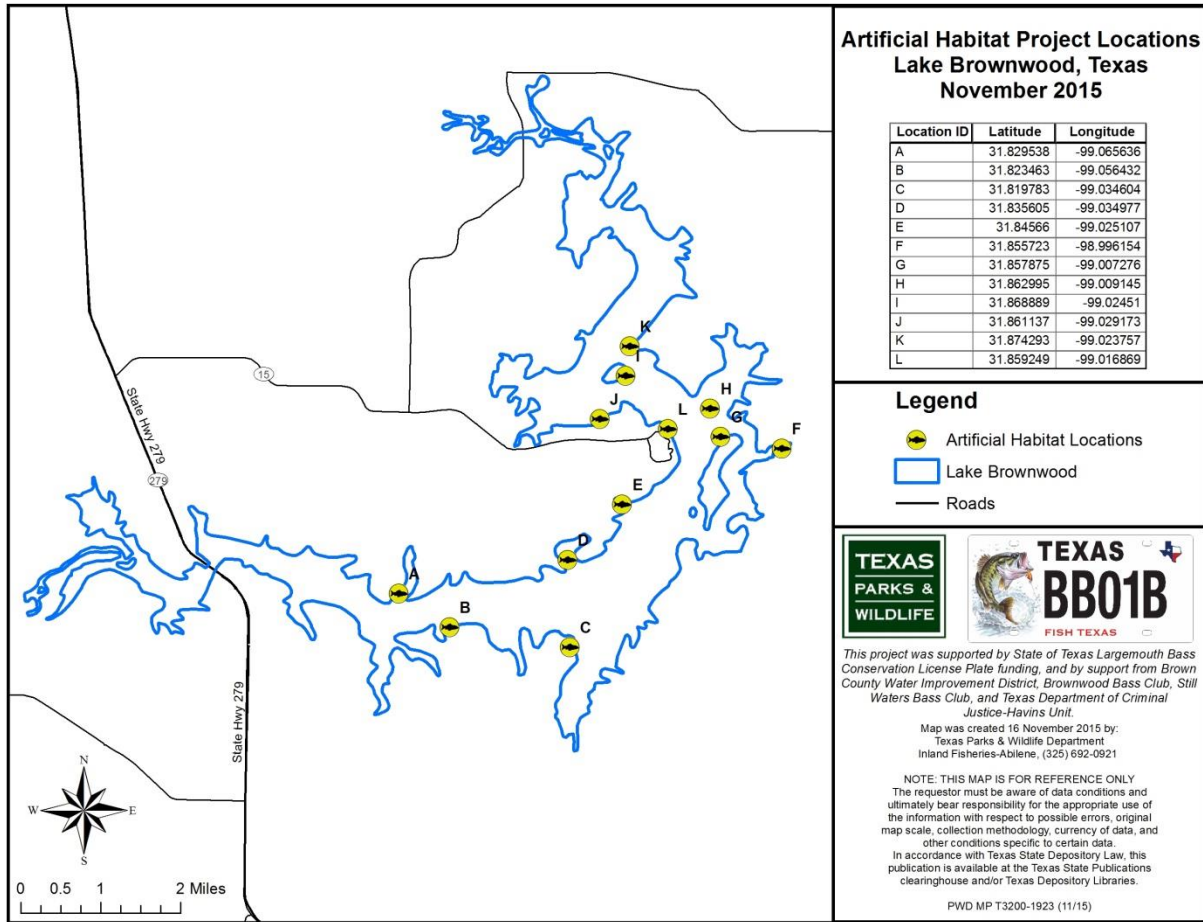 Artificial Habitat Project Locations
Lake Brownwood, Texas
November 2015
Location ID Latitude Longitude
A 31.829538 -99.065636
B 31.823463 -99.056432
C 31.819783 -99.034604
D 31.835605 -99.034977
E 31.84566 -99.025107
F 31.855723 -98.996154
G 31.857875 -99.007276
H 31.862995 -99.009145
I 31.868889 -99.02451
J 31.861137 -99.029173
K 31.874293 -99.023757
L 31.859249 -99.016869
Legend
Artificial Habitat Locations
Lake Brownwood
Roads
TEXAS
PARKS &
WILDLIFE
TEXAS
BB01B
FISH TEXAS
This project was supported by State of Texas Largemouth Bass
Conservation License Plate funding, and by support from Brown
County Water Improvement District, Brownwood Bass Club, Still
Waters Bass Club, and Texas Department of Criminal
Justice-Havins Unit.
Map was created 16 November 2015 by:
Texas Parks & Wildlife Department
Inland Fisheries-Abilene, (325) 692-0921
NOTE: THIS MAP IS FOR REFERENCE ONLY
The requestor must be aware of data conditions and
ultimately bear responsibility for the appropriate use of
the information with respect to possible errors, original
map scale, collection methodology, currency of data, and
other conditions specific to certain data.
In accordance with Texas State Depository Law, this
publication is available at the Texas State Publications
clearinghouse and/or Texas Depository Libraries.
PWD MP T3200-1923 (11/15)
K
I
H
J
L
G
F
E
D
A
B
C
15
State Hwy 279
279
State Hwy 279
N
W
E
S
0 0.5 1 2 Miles